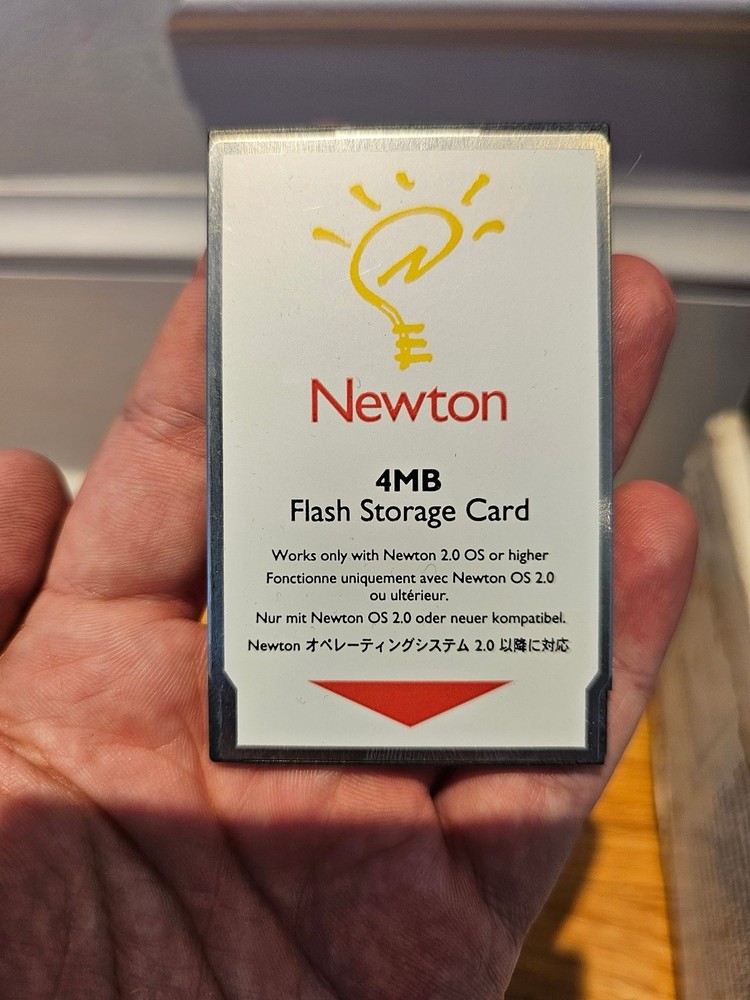 Newton
4MB
Flash Storage Card
Works only with Newton 2.0 OS or higher
Fonctionne uniquement avec Newton OS 2.0
ou ultérieur.
Nur mit Newton OS 2.0 oder neuer kompatibel.
Newton オペレーティングシステム 2.0 以降に対応